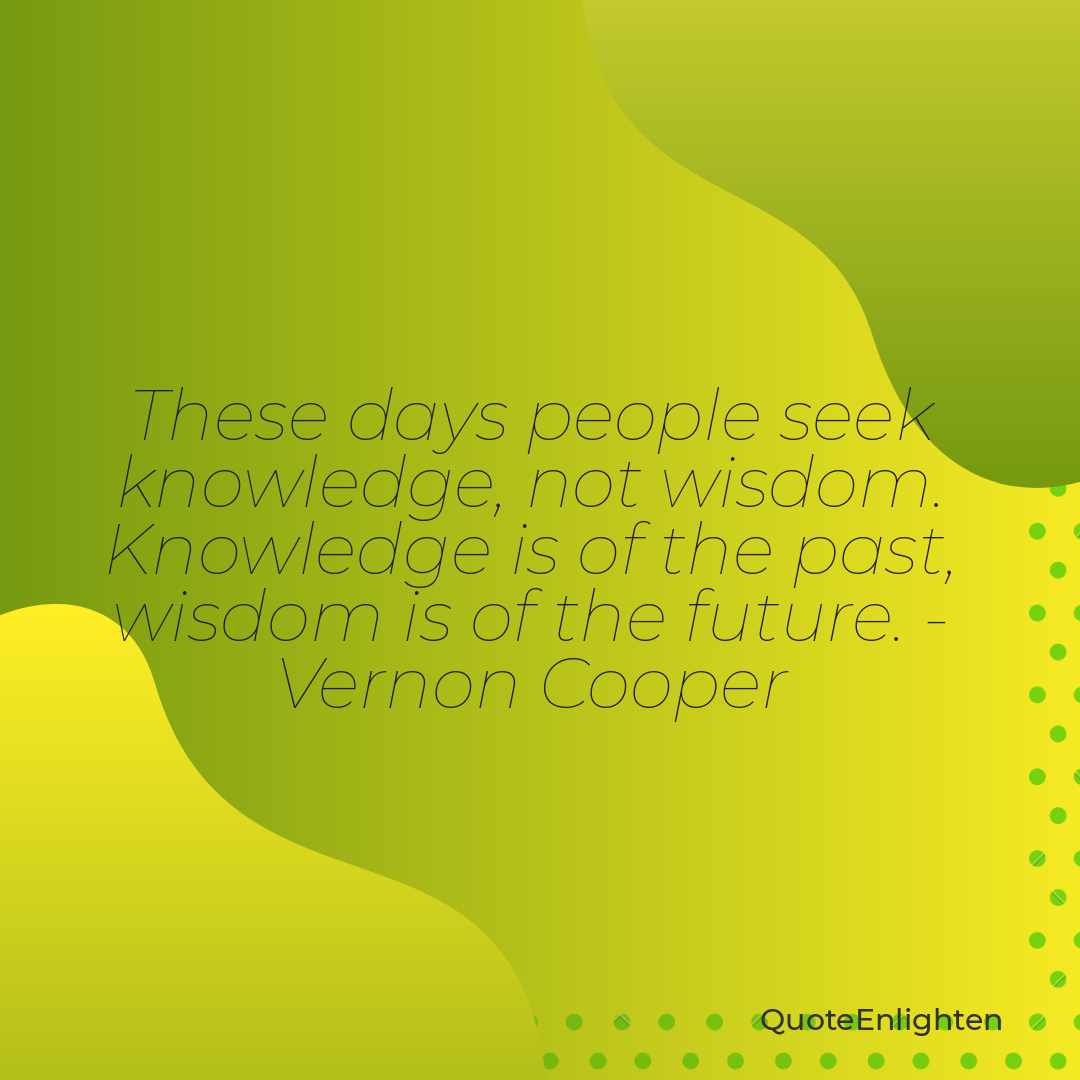 These days people seek
knowledge, not wisdom.
Knowledge is of the past,
wisdom is of the future. -
Vernon Cooper
QuoteEnlighten